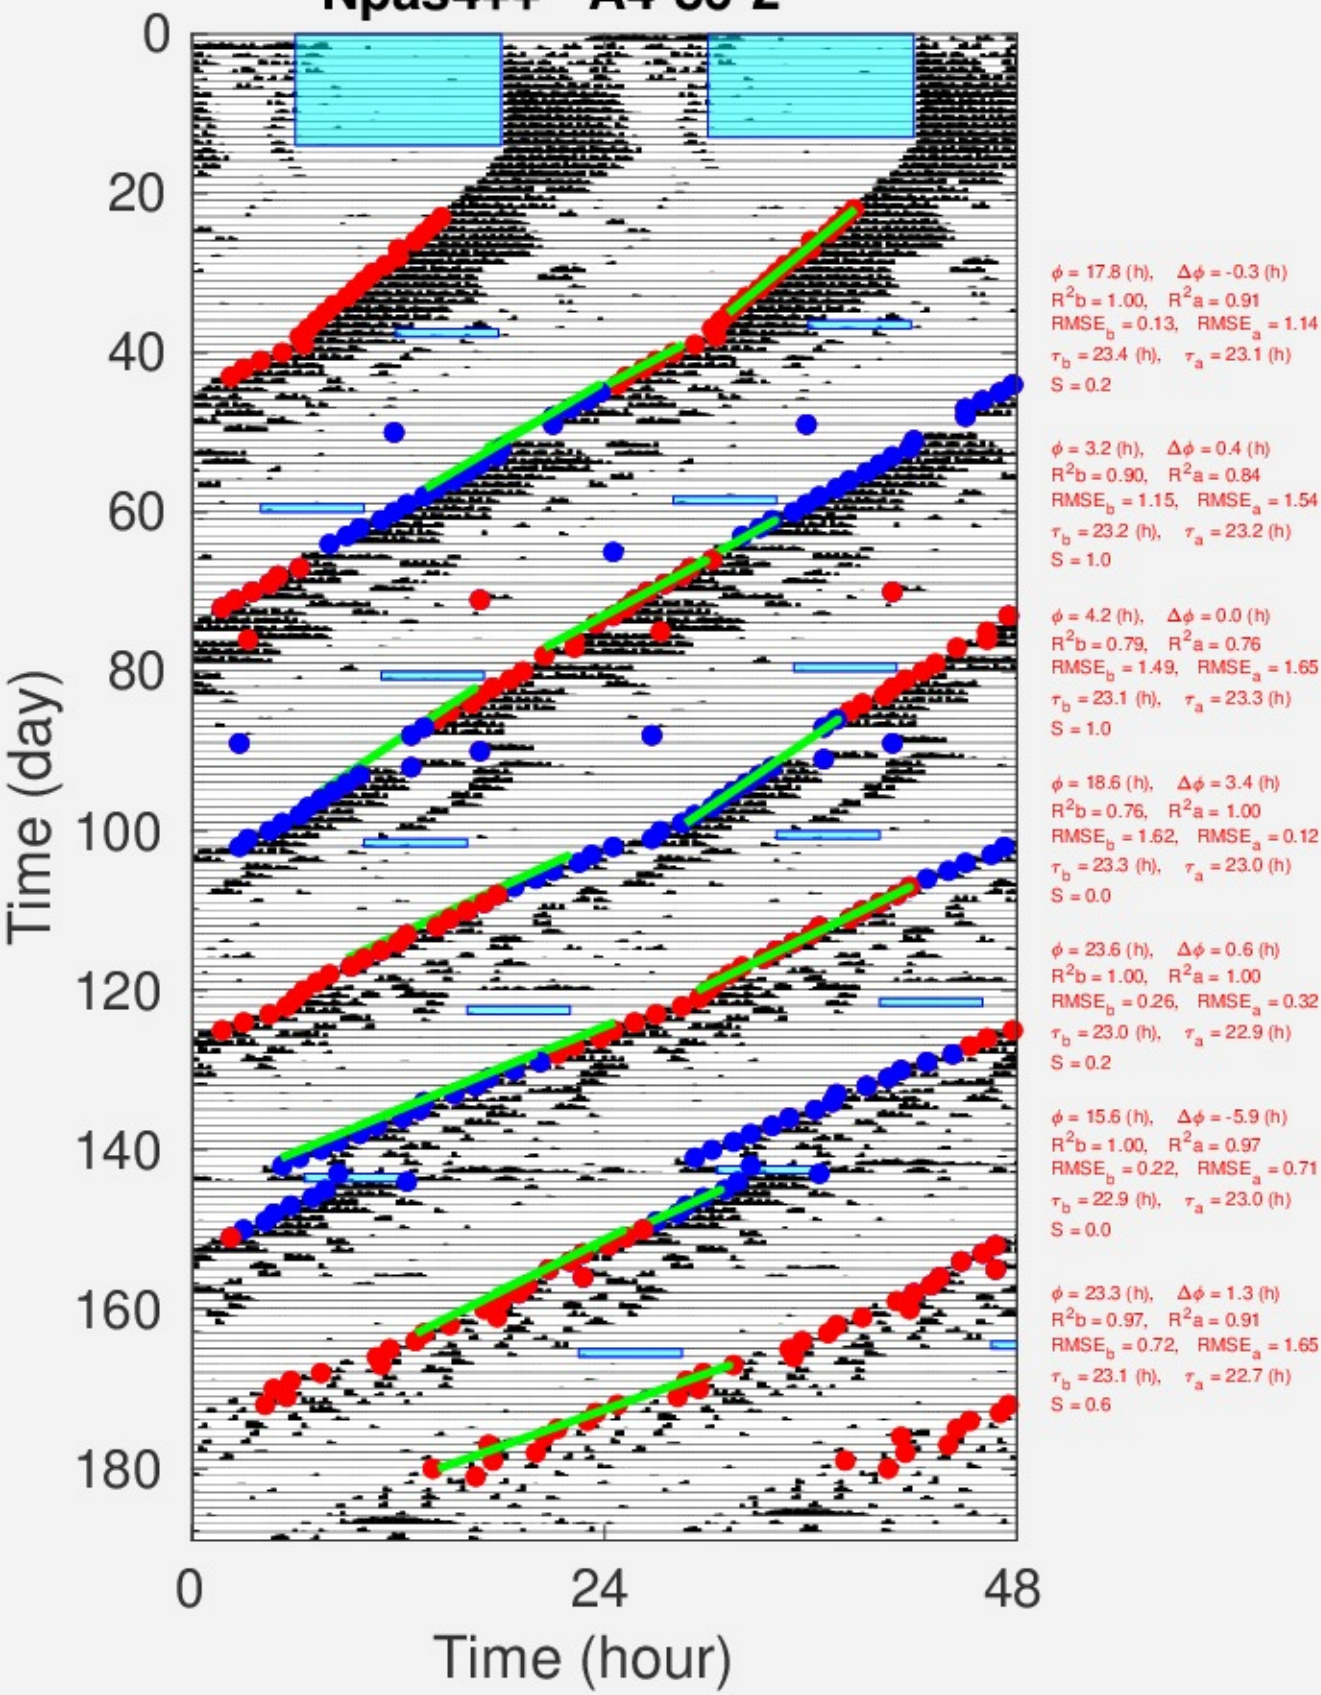 Npas4++ A4-80-2
0
20
40
60
80
100
120
140
160
180
Time (day)
0 24 48
Time (hour)
ϕ = 17.8 (h), Δϕ = -0.3 (h)
R²b = 1.00, R²a = 0.91
RMSE_b = 0.13, RMSE_a = 1.14
τ_b = 23.4 (h), τ_a = 23.1 (h)
S = 0.2
ϕ = 3.2 (h), Δϕ = 0.4 (h)
R²b = 0.90, R²a = 0.84
RMSE_b = 1.15, RMSE_a = 1.54
τ_b = 23.2 (h), τ_a = 23.2 (h)
S = 1.0
ϕ = 4.2 (h), Δϕ = 0.0 (h)
R²b = 0.79, R²a = 0.76
RMSE_b = 1.49, RMSE_a = 1.65
τ_b = 23.1 (h), τ_a = 23.3 (h)
S = 1.0
ϕ = 18.6 (h), Δϕ = 3.4 (h)
R²b = 0.76, R²a = 1.00
RMSE_b = 1.62, RMSE_a = 0.12
τ_b = 23.3 (h), τ_a = 23.0 (h)
S = 0.0
ϕ = 23.6 (h), Δϕ = 0.6 (h)
R²b = 1.00, R²a = 1.00
RMSE_b = 0.26, RMSE_a = 0.32
τ_b = 23.0 (h), τ_a = 22.9 (h)
S = 0.2
ϕ = 15.6 (h), Δϕ = -5.9 (h)
R²b = 1.00, R²a = 0.97
RMSE_b = 0.22, RMSE_a = 0.71
τ_b = 22.9 (h), τ_a = 23.0 (h)
S = 0.0
ϕ = 23.3 (h), Δϕ = 1.3 (h)
R²b = 0.97, R²a = 0.91
RMSE_b = 0.72, RMSE_a = 1.65
τ_b = 23.1 (h), τ_a = 22.7 (h)
S = 0.6